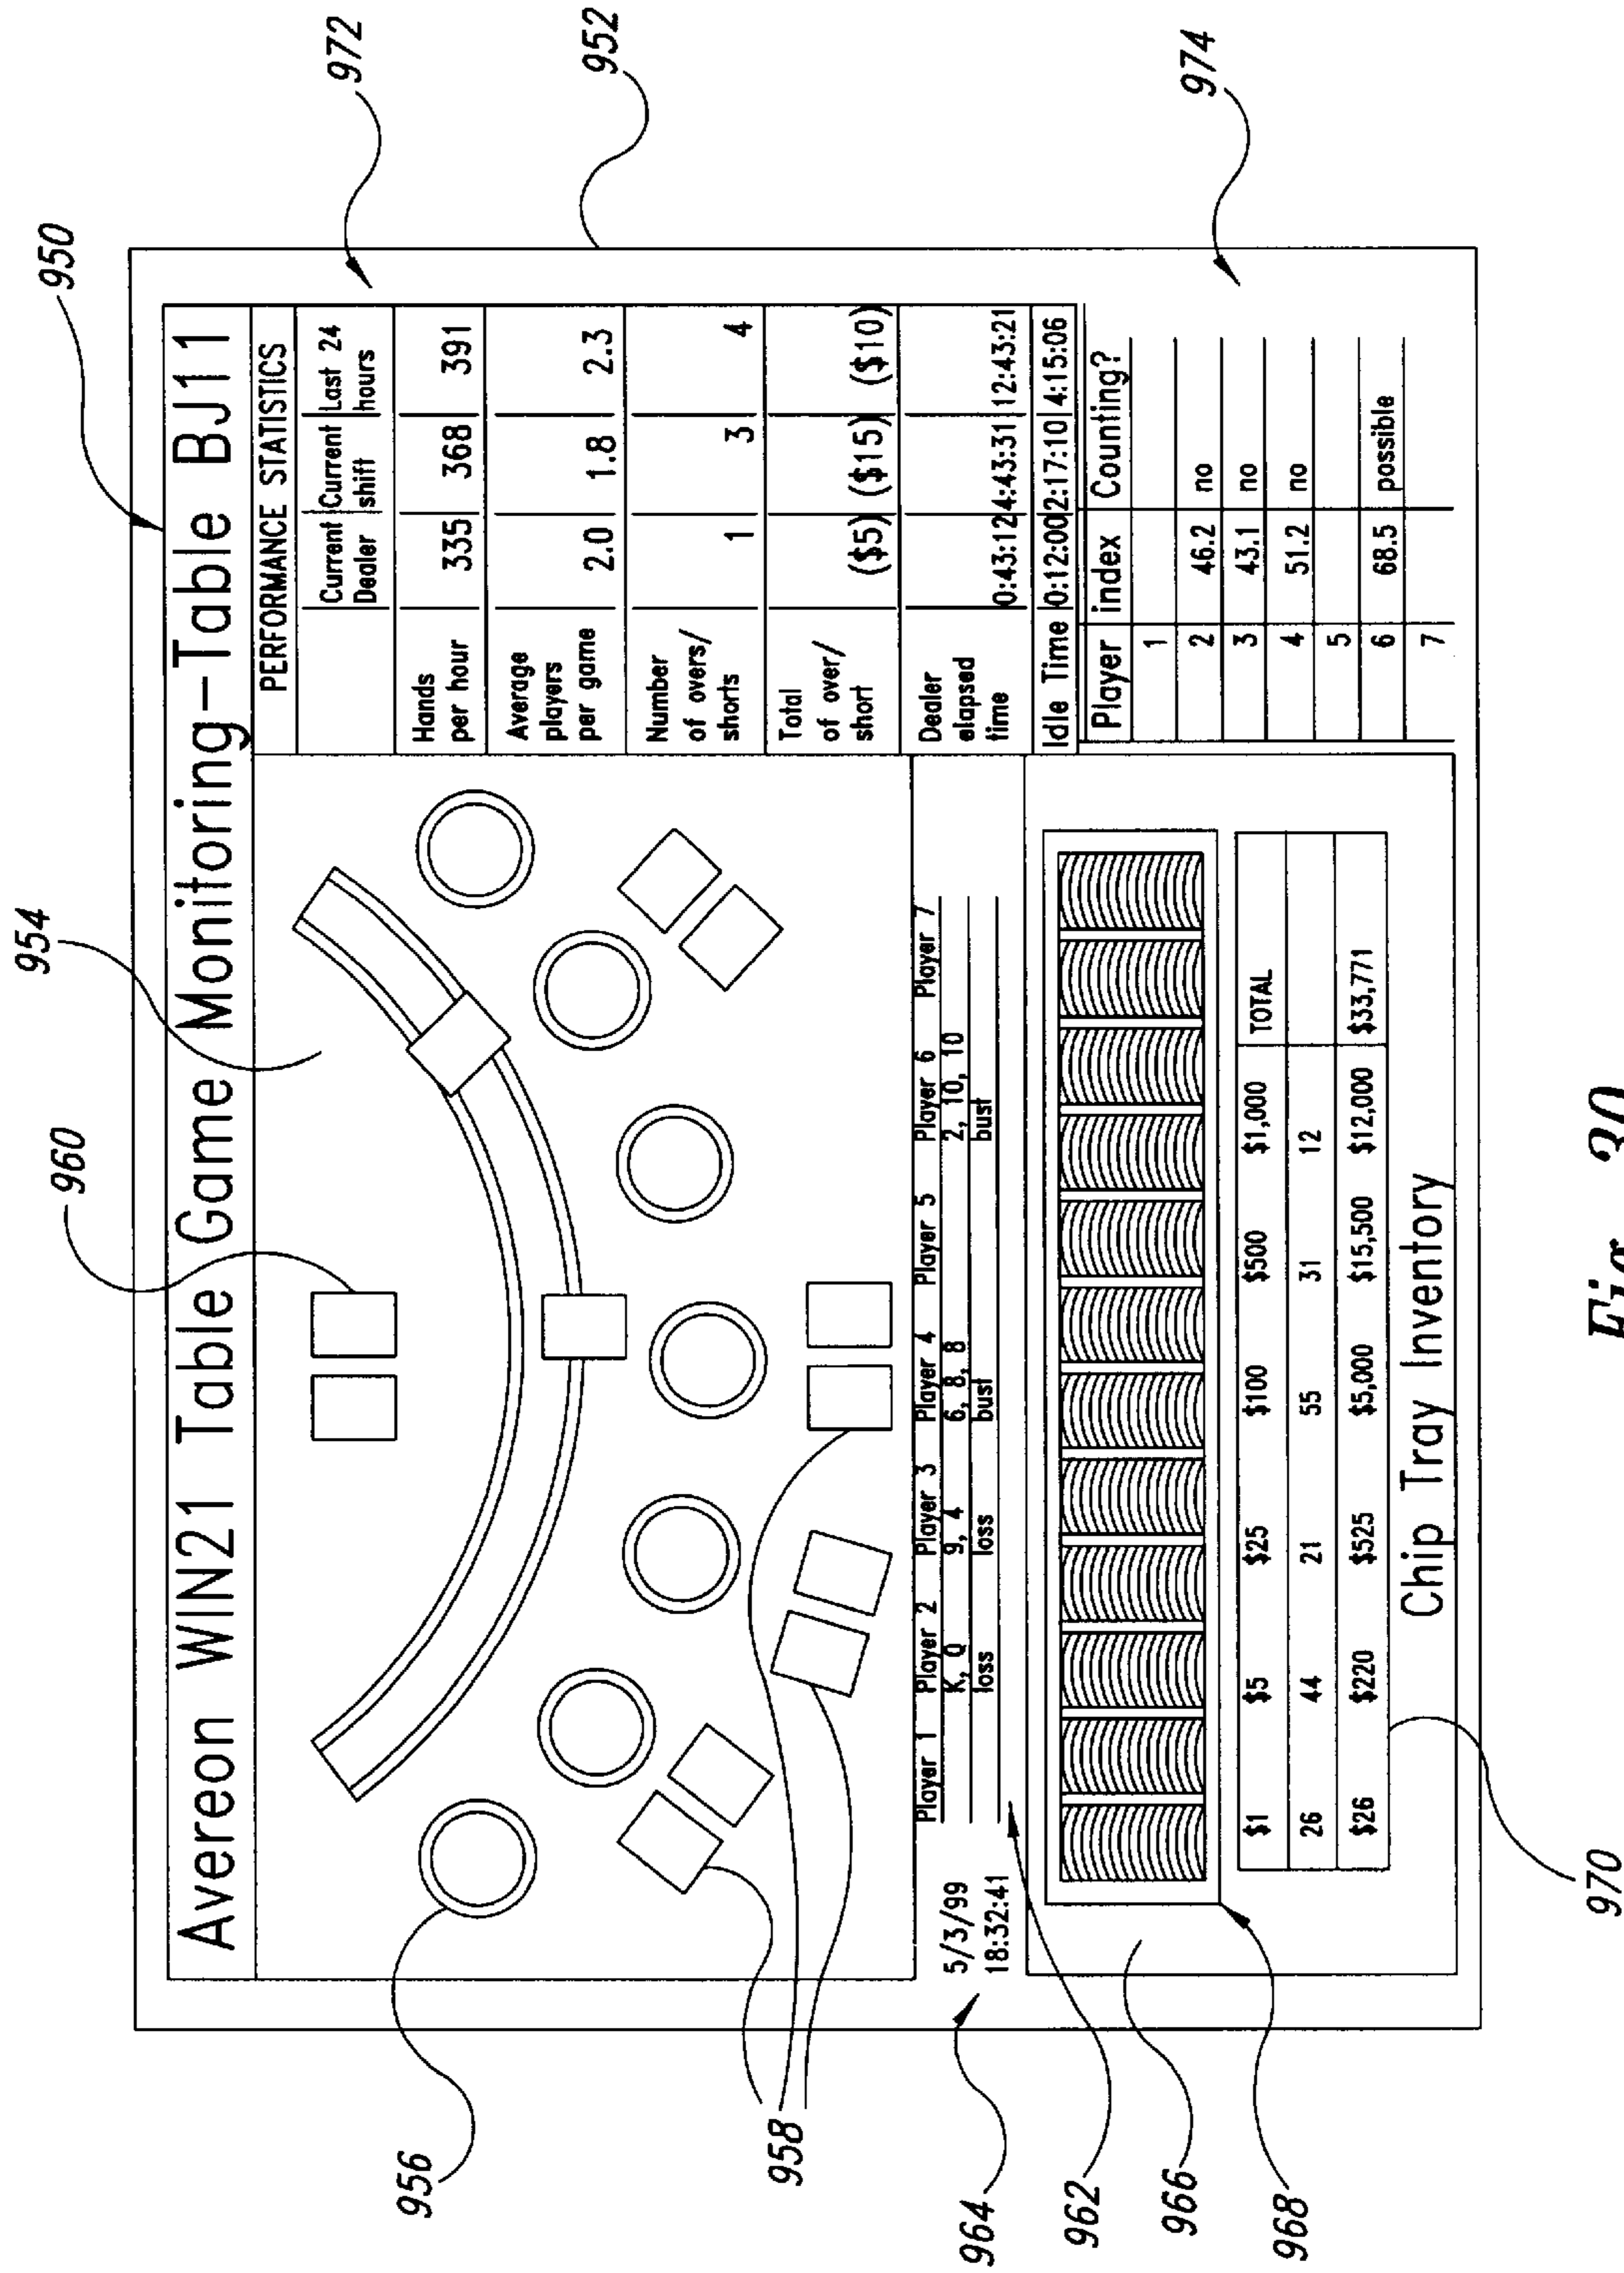 950
Avereon WIN21 Table Game Monitoring-Table BJ11
954
960
972
PERFORMANCE STATISTICS
Current Dealer Current shift Last 24 hours
Hands per hour 335 368 391
Average players per game 2.0 1.8 2.3
Number of overs/ shorts 1 3 4
Total of over/ short ($5) ($15) ($10)
Dealer elapsed time 0:43:12 4:43:31 12:43:21
Idle Time 0:12:00 2:17:10 4:15:06
952
956
958
964
5/3/99
18:32:41
Player 1 Player 2 Player 3 Player 4 Player 5 Player 6 Player 7
K, Q 9, 4 6, 8, 8 2, 10, 10
loss loss bust bust
962
966
968
Player index Counting?
1
2 46.2 no
3 43.1 no
4 51.2 no
5
6 68.5 possible
7
974
$1 $5 $25 $100 $500 $1,000 TOTAL
26 44 21 55 31 12
$26 $220 $525 $5,000 $15,500 $12,000 $33,771
Chip Tray Inventory
970
Fig. 30